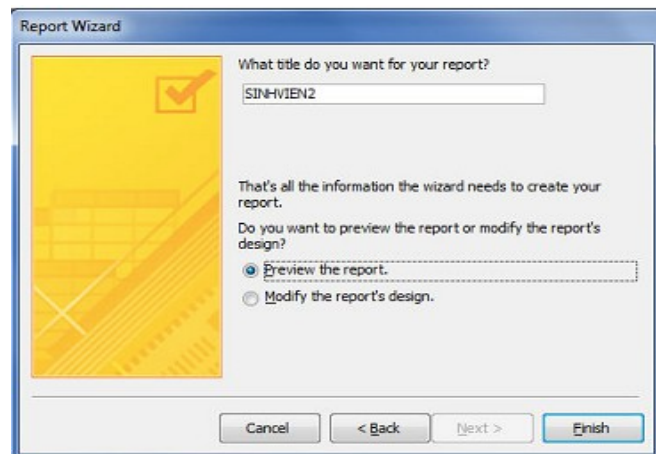 Report Wizard
What title do you want for your report?
SINHVIEN2
That's all the information the wizard needs to create your
report.
Do you want to preview the report or modify the report's
design?
Preview the report.
Modify the report's design.
Cancel
< Back
Next >
Finish